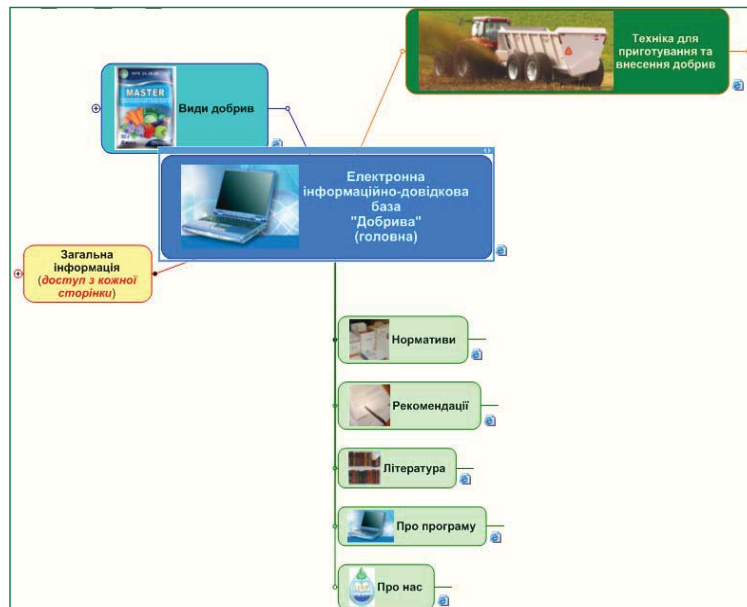 Техніка для
приготування та
внесення добрив
MASTER
Види добрив
Електронна
інформаційно-довідкова
база
"Добрива"
(головна)
Загальна
інформація
(доступ з кожної
сторінки)
Нормативи
Рекомендації
Література
Про програму
Про нас